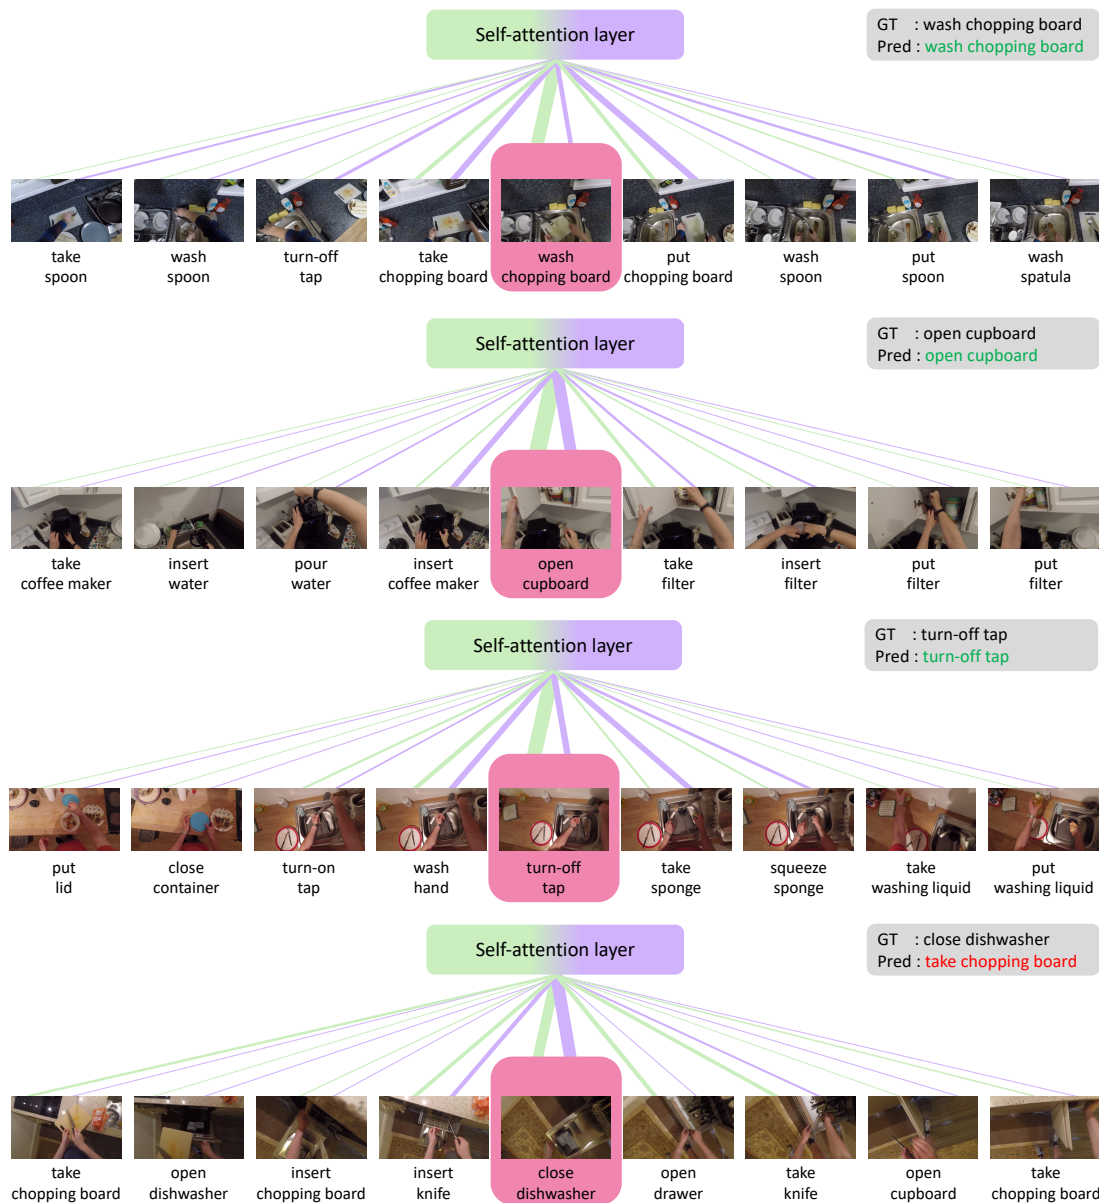 Self-attention layer
GT : wash chopping board
Pred : wash chopping board
take
spoon
wash
spoon
turn-off
tap
take
chopping board
wash
chopping board
put
chopping board
wash
spoon
put
spoon
wash
spatula
Self-attention layer
GT : open cupboard
Pred : open cupboard
take
coffee maker
insert
water
pour
water
insert
coffee maker
open
cupboard
take
filter
insert
filter
put
filter
put
filter
Self-attention layer
GT : turn-off tap
Pred : turn-off tap
put
lid
close
container
turn-on
tap
wash
hand
turn-off
tap
take
sponge
squeeze
sponge
take
washing liquid
put
washing liquid
Self-attention layer
GT : close dishwasher
Pred : take chopping board
take
chopping board
open
dishwasher
insert
chopping board
insert
knife
close
dishwasher
open
drawer
take
knife
open
cupboard
take
chopping board